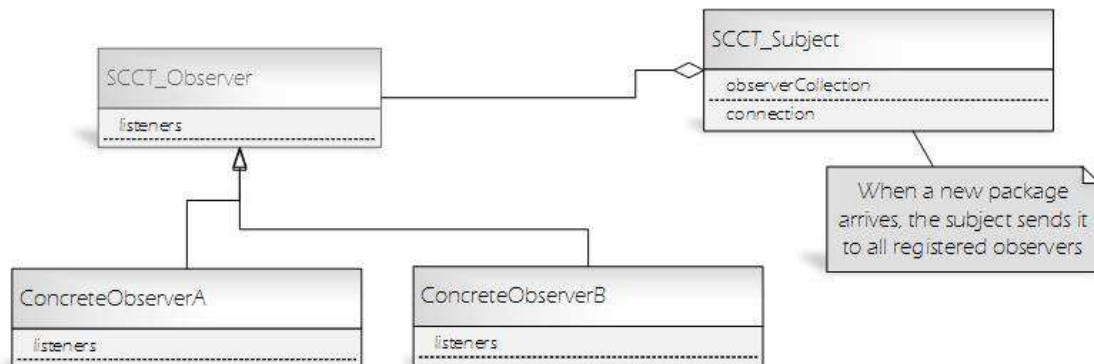 SCCT_Subject
observerCollection
connection
SCCT_Observer
listeners
When a new package
arrives, the subject sends it
to all registered observers
ConcreteObserverA
listeners
ConcreteObserverB
listeners